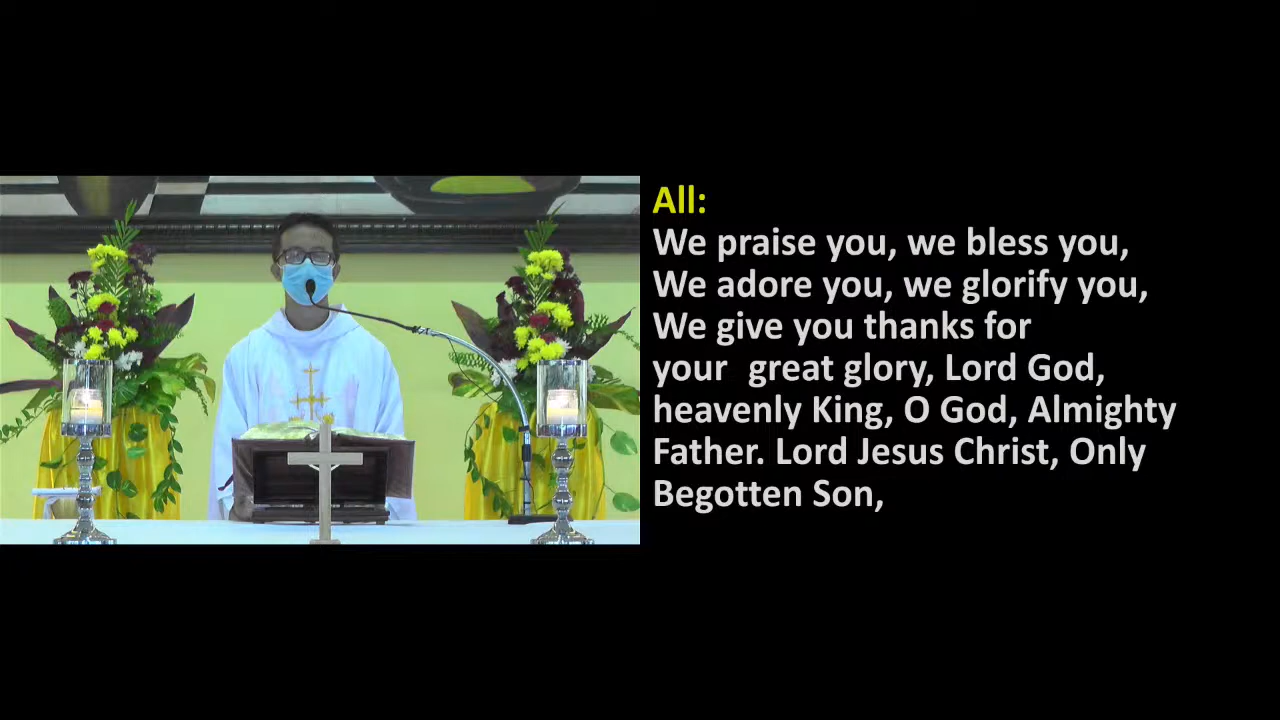 All:
We praise you, we bless you,
We adore you, we glorify you,
We give you thanks for
your great glory, Lord God,
heavenly King, O God, Almighty
Father. Lord Jesus Christ, Only
Begotten Son,